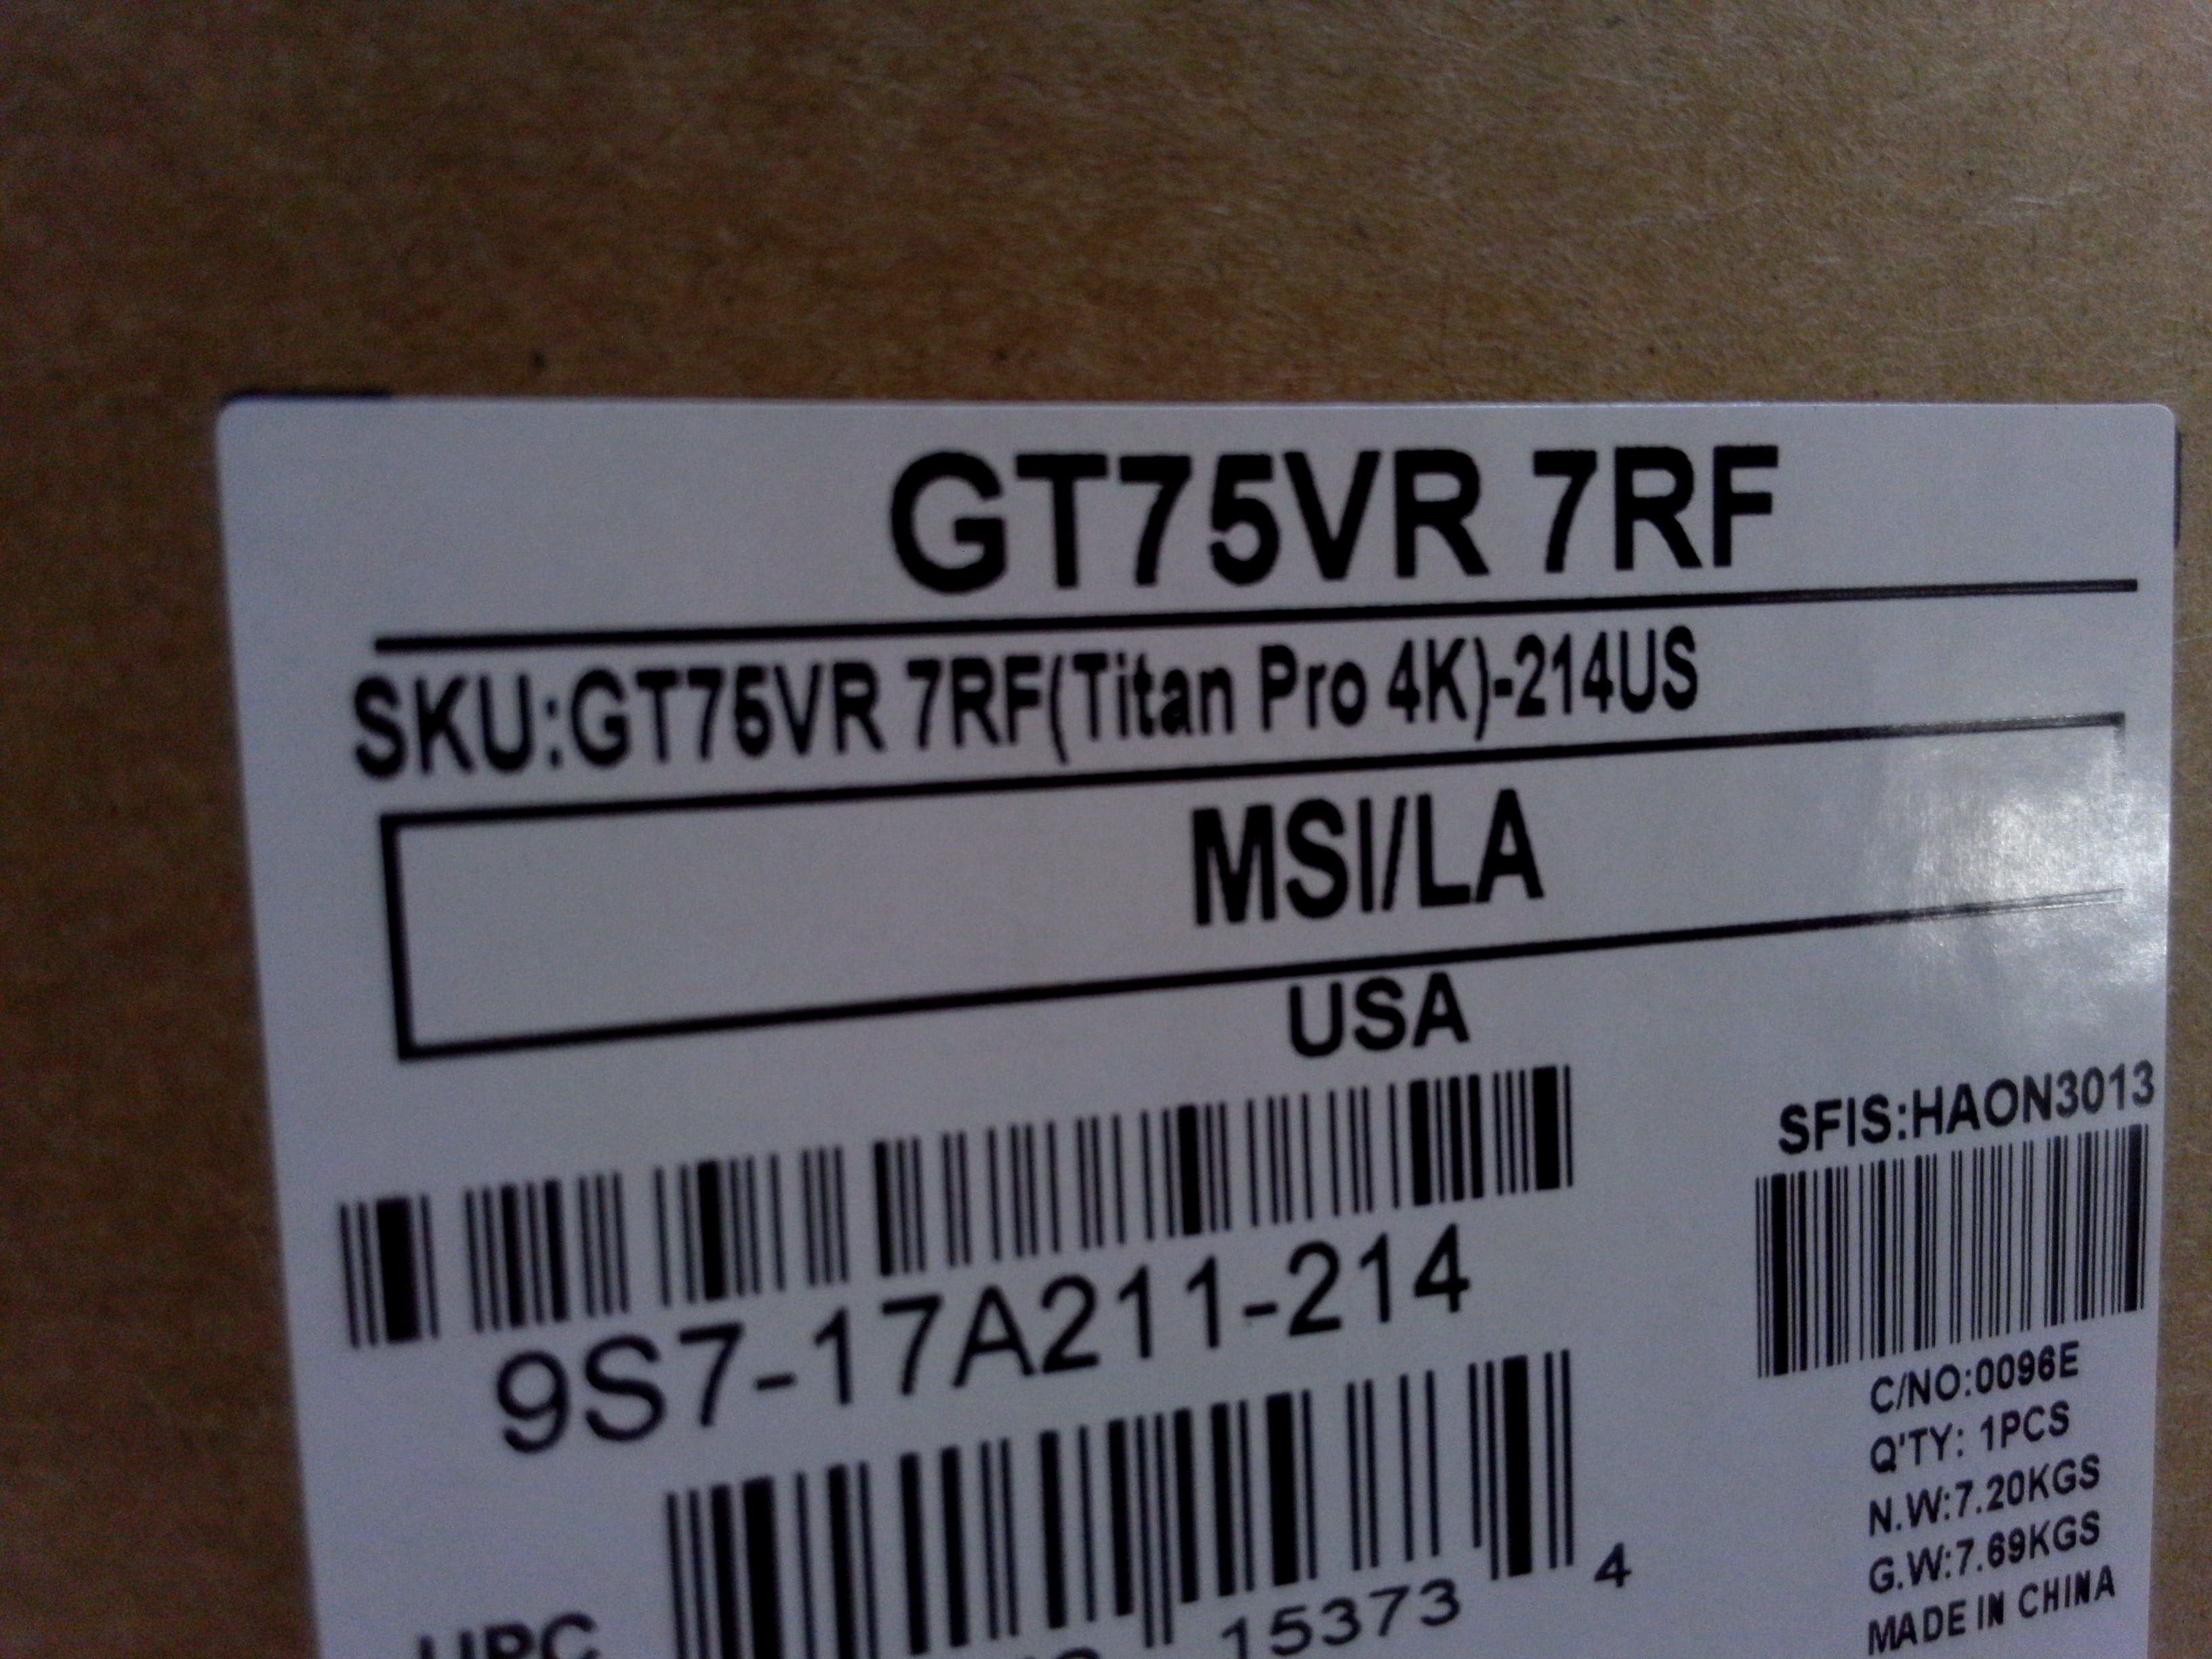 GT75VR 7RF
SKU:GT75VR 7RF(Titan Pro 4K)-214US
MSI/LA
USA
SFIS:HAON3013
9S7-17A211-214
C/NO:0096E
Q'TY: 1PCS
N.W:7.20KGS
G.W:7.69KGS
MADE IN CHINA
UPC
15373
4